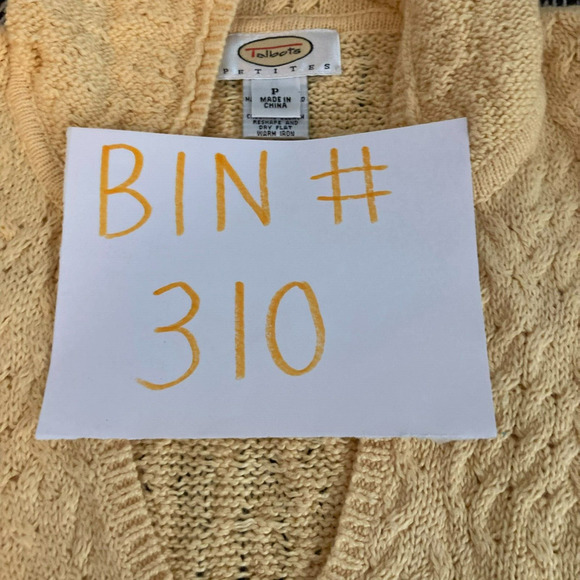 Talbots
PETITES
P
MADE IN
CHINA
RESHAPE AND
DRY FLAT
WARM IRON
BIN #
310